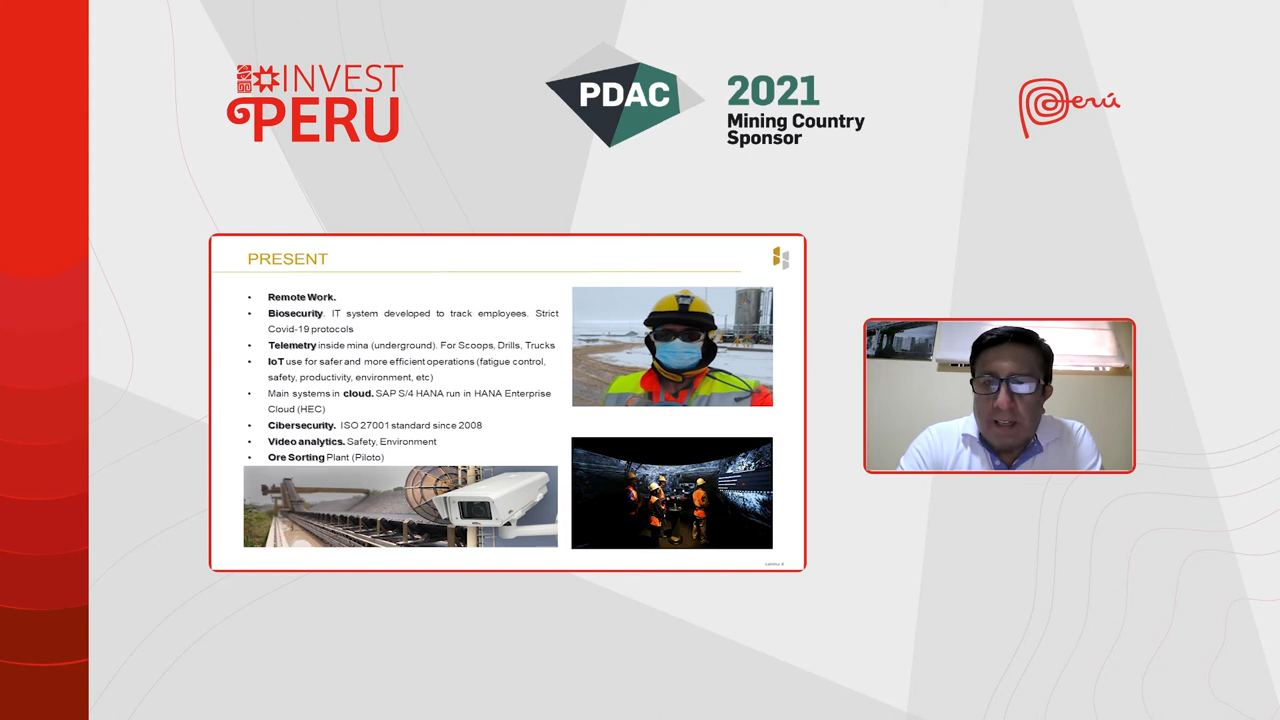 INVEST
PERU
PDAC
2021
Mining Country
Sponsor
Perú
PRESENT
• Remote Work.
• Biosecurity. IT system developed to track employees. Strict
Covid-19 protocols
• Telemetry inside mina (underground). For Scoops, Drills, Trucks
• IoT use for safer and more efficient operations (fatigue control,
safety, productivity, environment, etc)
• Main systems in cloud. SAP S/4 HANA run in HANA Enterprise
Cloud (HEC)
• Cibersecurity. ISO 27001 standard since 2008
• Video analytics. Safety, Environment
• Ore Sorting Plant (Piloto)